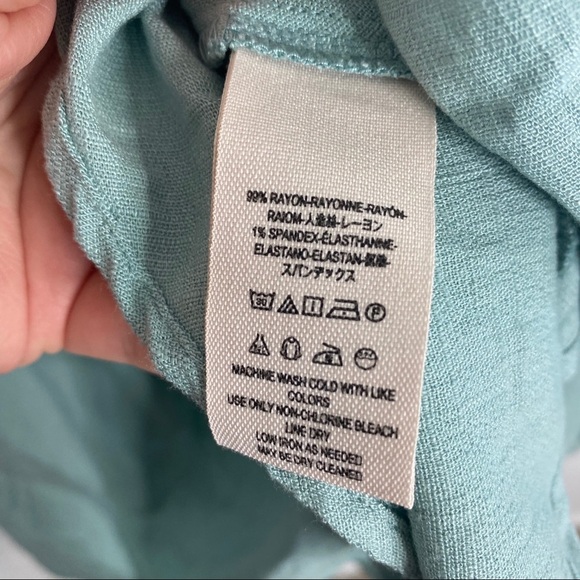 99% RAYON-RAYONNE-RAYÓN-
RAIOM-人造絲-レーヨン
1% SPANDEX-ÉLASTHANNE-
ELASTANO-ELASTAN-
スパンデックス
30 P
MACHINE WASH COLD WITH LIKE
COLORS
USE ONLY NON-CHLORINE BLEACH
LINE DRY
LOW IRON AS NEEDED
MAY BE DRY CLEANED